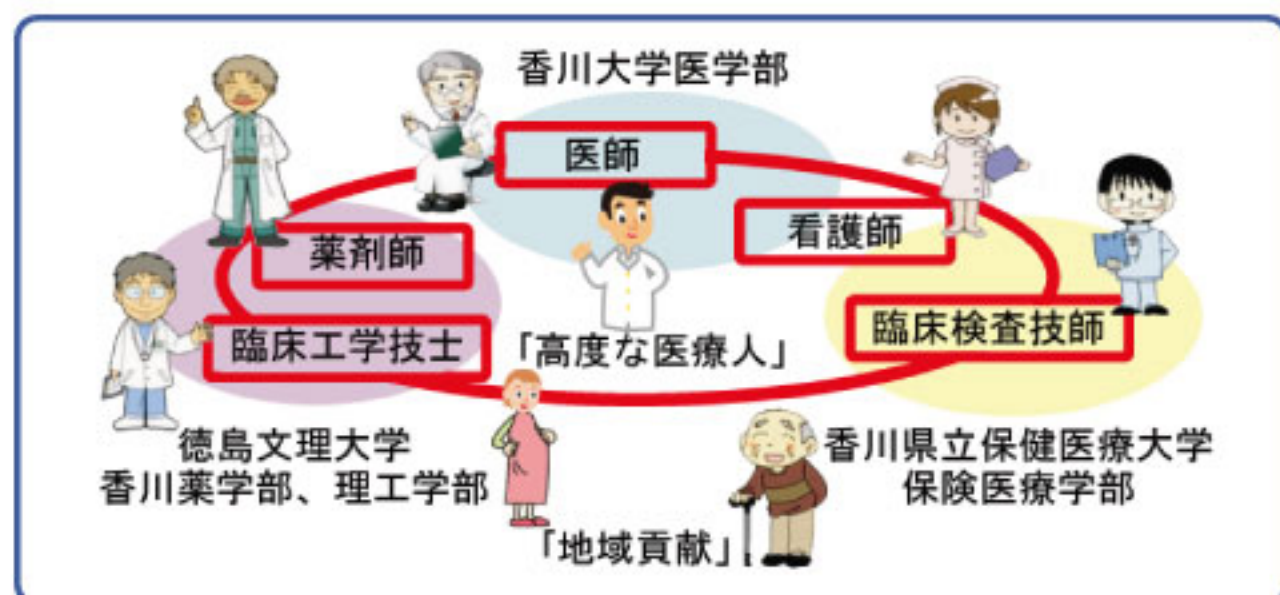 香川大学医学部
医師
看護師
薬剤師
臨床工学技士
「高度な医療人」
臨床検査技師
徳島文理大学
香川薬学部、理工学部
香川県立保健医療大学
保険医療学部
「地域貢献」